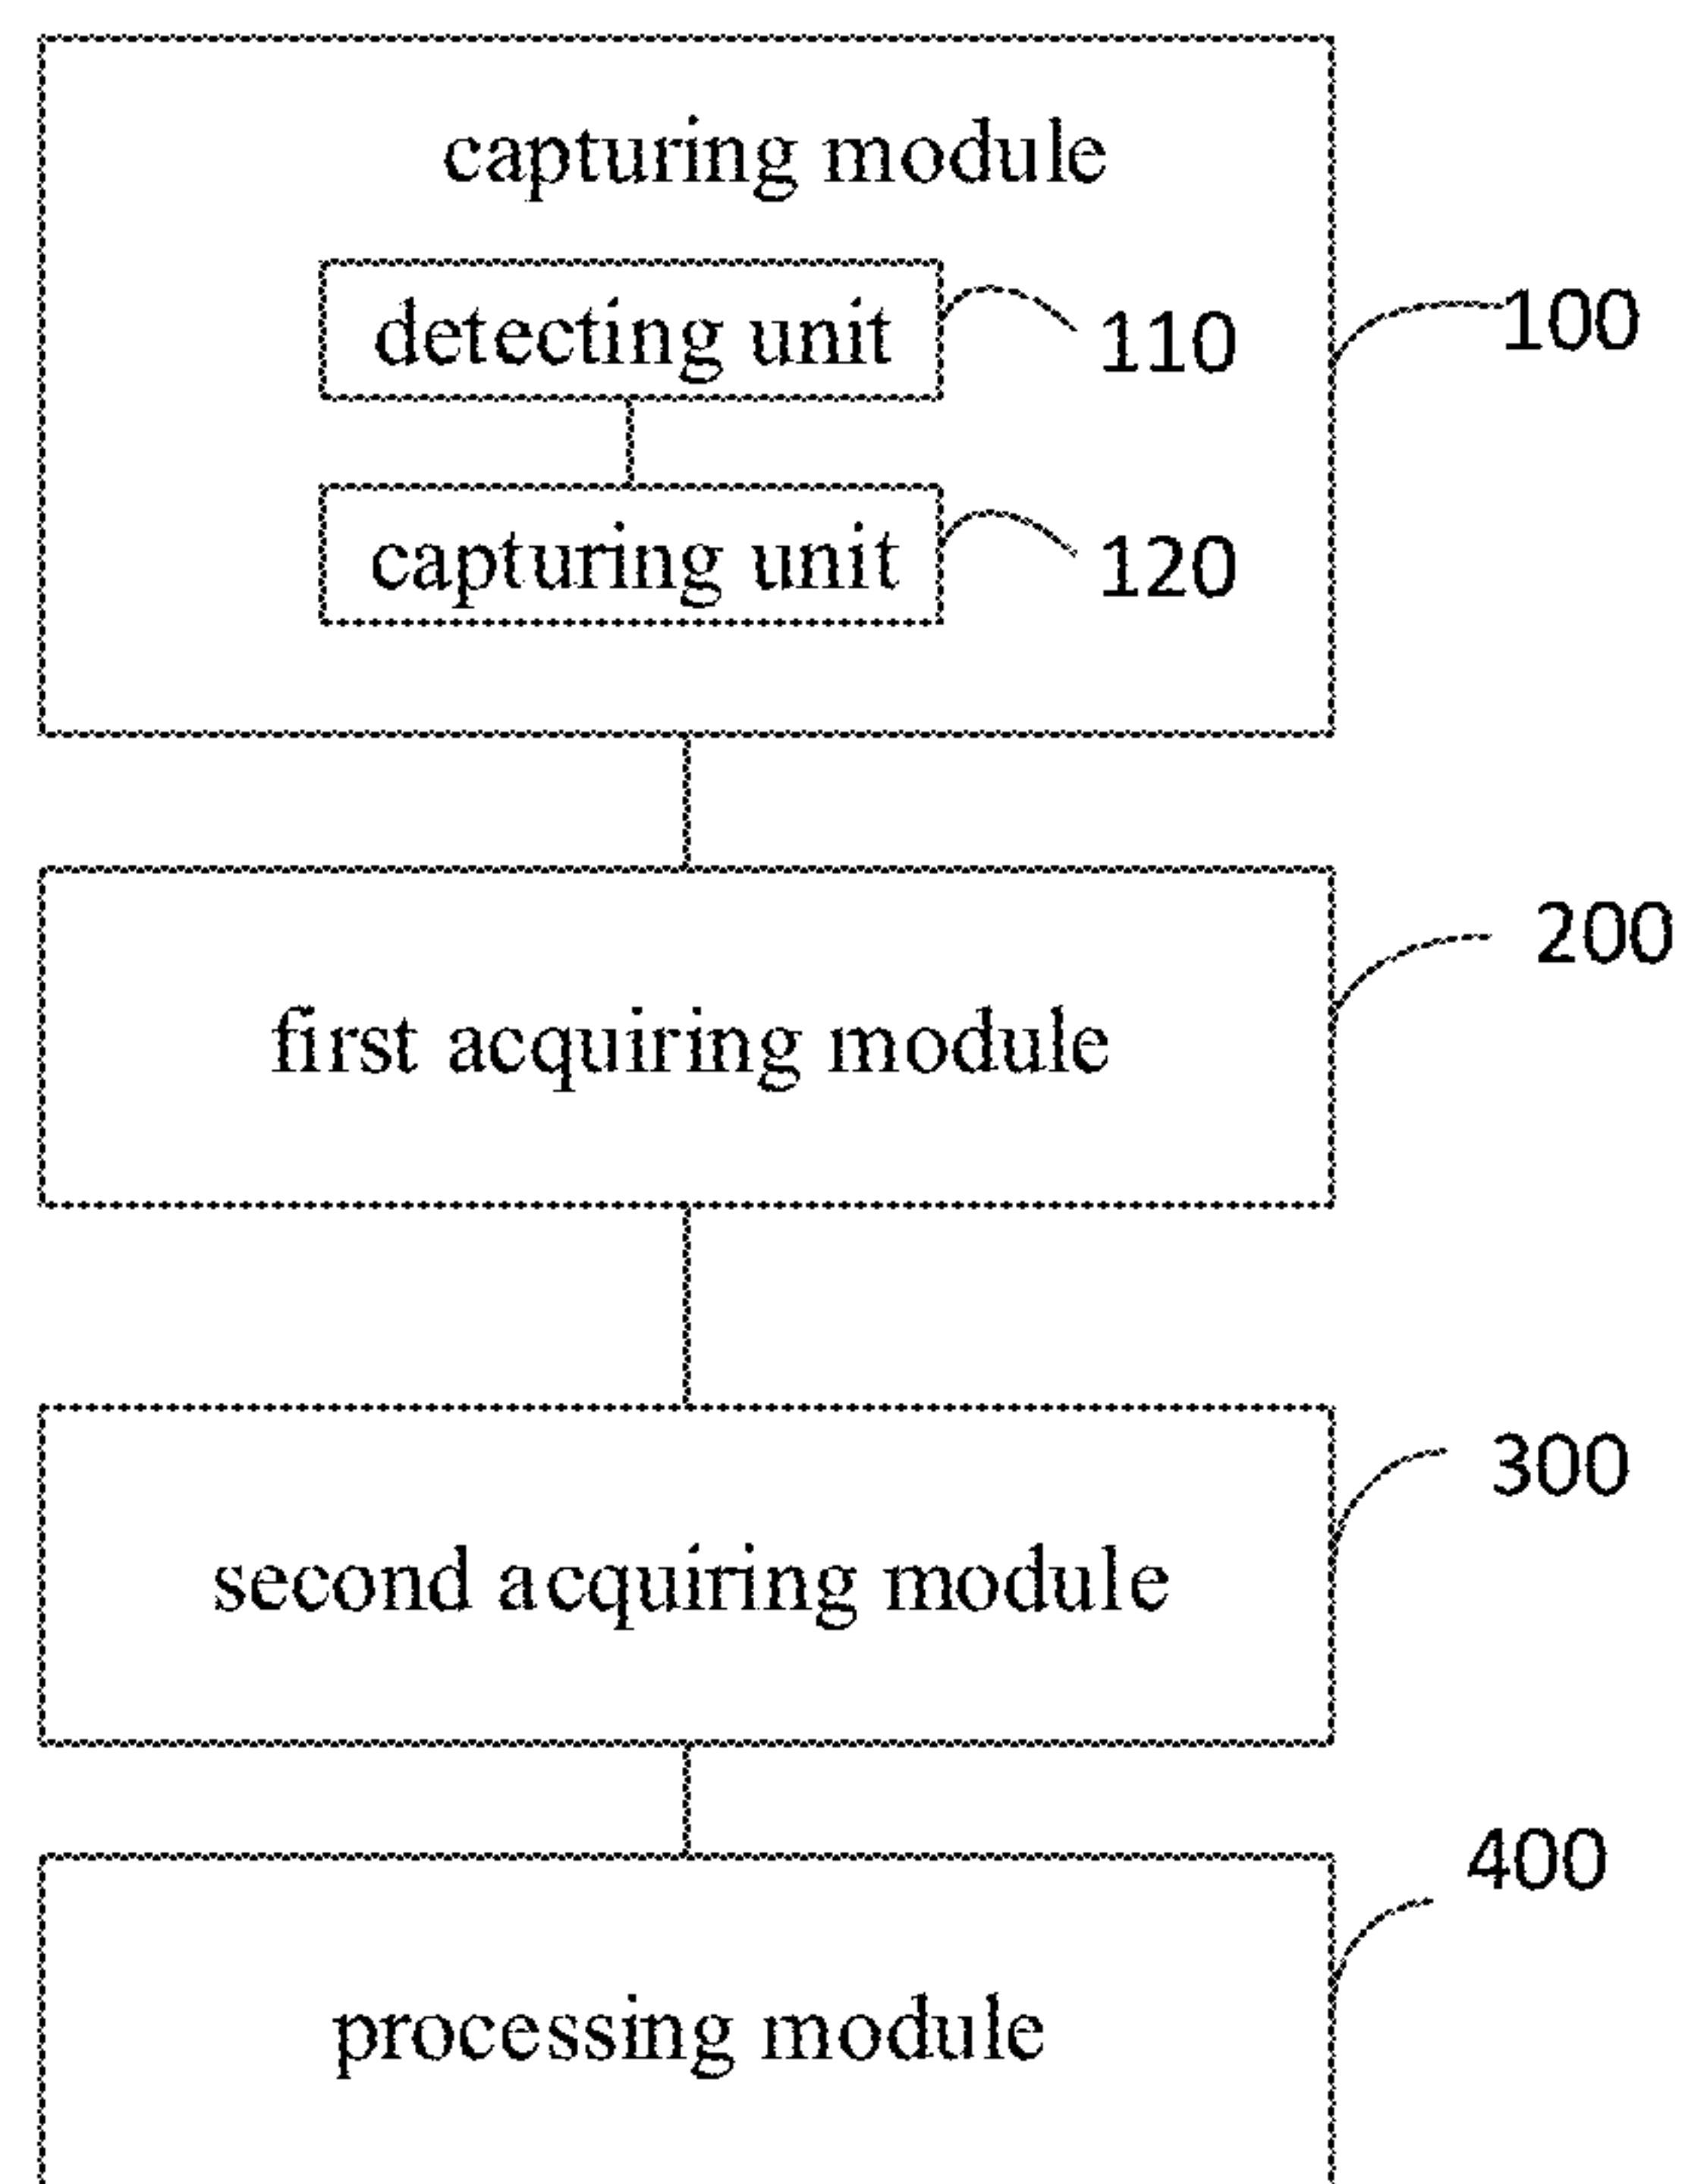 capturing module
detecting unit
110
100
capturing unit
120
200
first acquiring module
300
second acquiring module
400
processing module